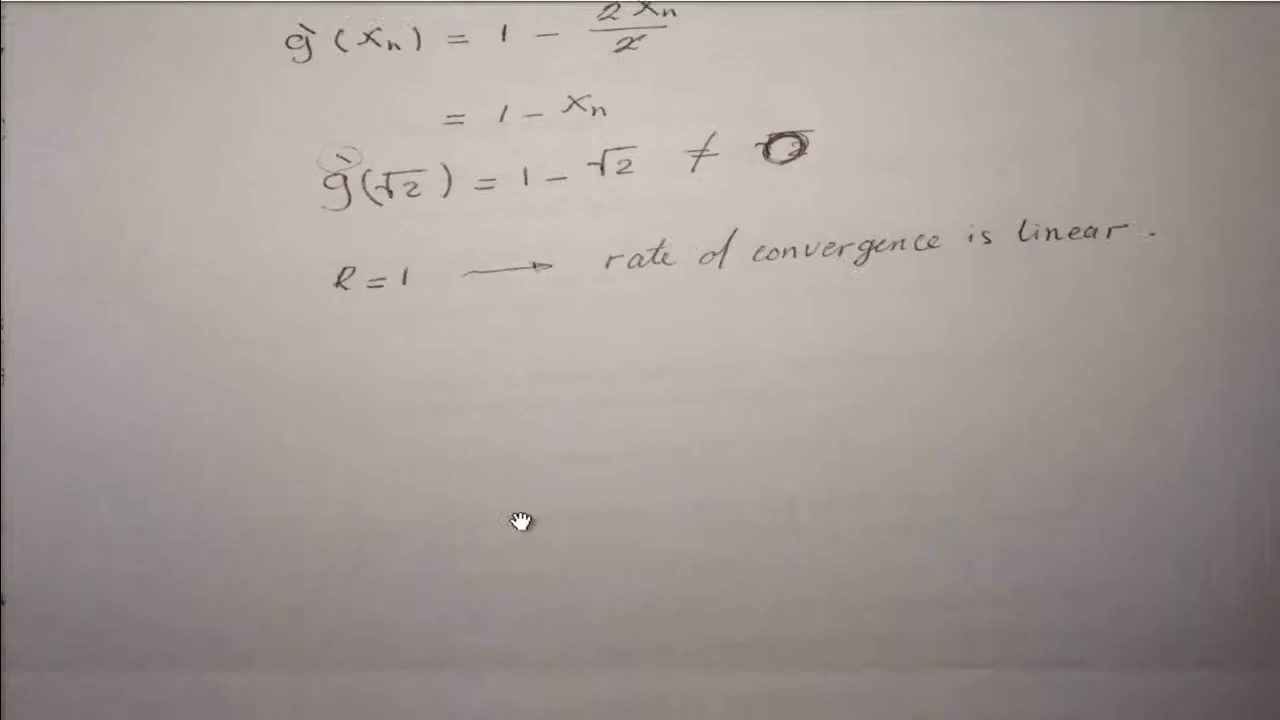 g̀(xₙ) = 1 - 2xₙ/2
= 1 - xₙ
g̀(√2) = 1 - √2 ≠ 0
R = 1 → rate of convergence is linear.